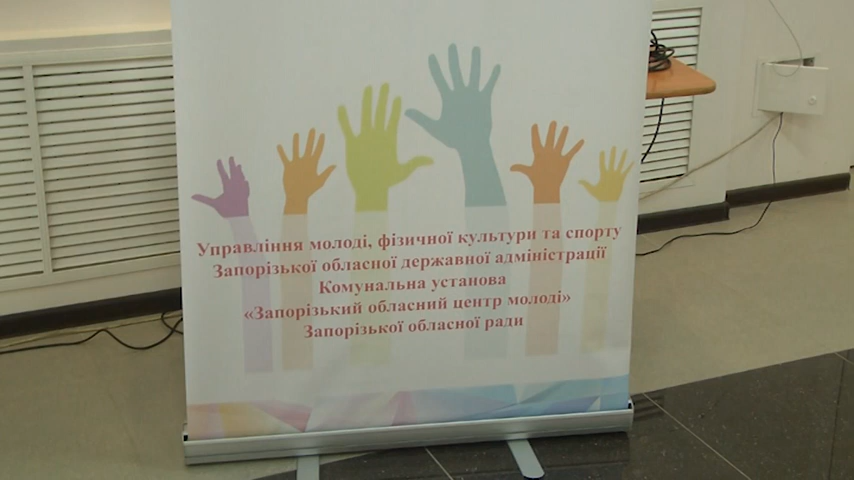 Управління молоді, фізичної культури та спорту
Запорізької обласної державної адміністрації
Комунальна установа
«Запорізький обласний центр молоді»
Запорізької обласної ради